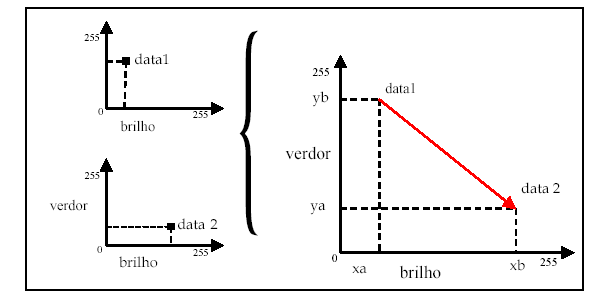 255
data1
0
255
brilho
255
verdor
data 2
0
255
brilho
255
yb
data1
verdor
ya
data 2
0
xa
brilho
xb
255